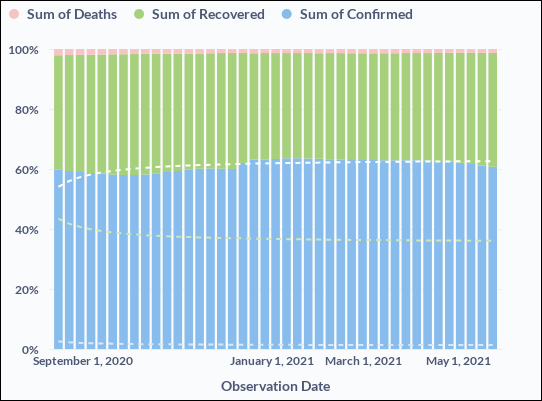 Sum of Deaths Sum of Recovered Sum of Confirmed
100%
80%
60%
40%
20%
0%
September 1, 2020 January 1, 2021 March 1, 2021 May 1, 2021
Observation Date